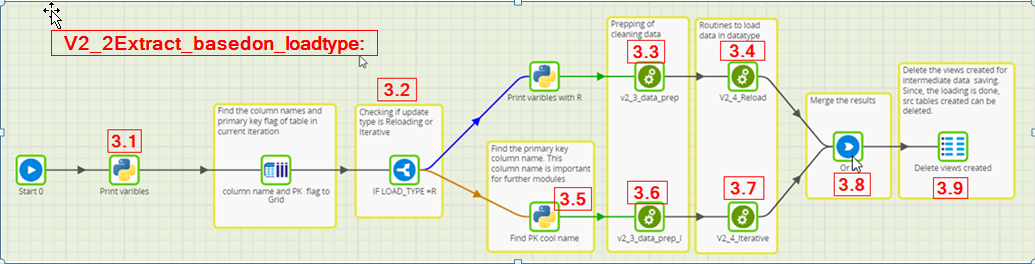 V2_2Extract_basedon_loadtype:
Start 0
3.1
Print varibles
Find the column names and
primary key flag of table in
current iteration
column name and PK flag to
Grid
3.2
Checking if update
type is Reloading or
Iterative
IF LOAD_TYPE =R
Print varibles with R
Find the primary key
column name. This
column name is important
for further modules
3.5
Find PK cool name
Prepping of
cleaning data
3.3
v2_3_data_prep
3.6
v2_3_data_prep_I
Routines to load
data in datatype
3.4
V2_4_Reload
3.7
V2_4_Iterative
Merge the results
Or
3.8
Delete the views created for
intermediate data saving.
Since, the loading is done,
src tables created can be
deleted.
Delete views created
3.9